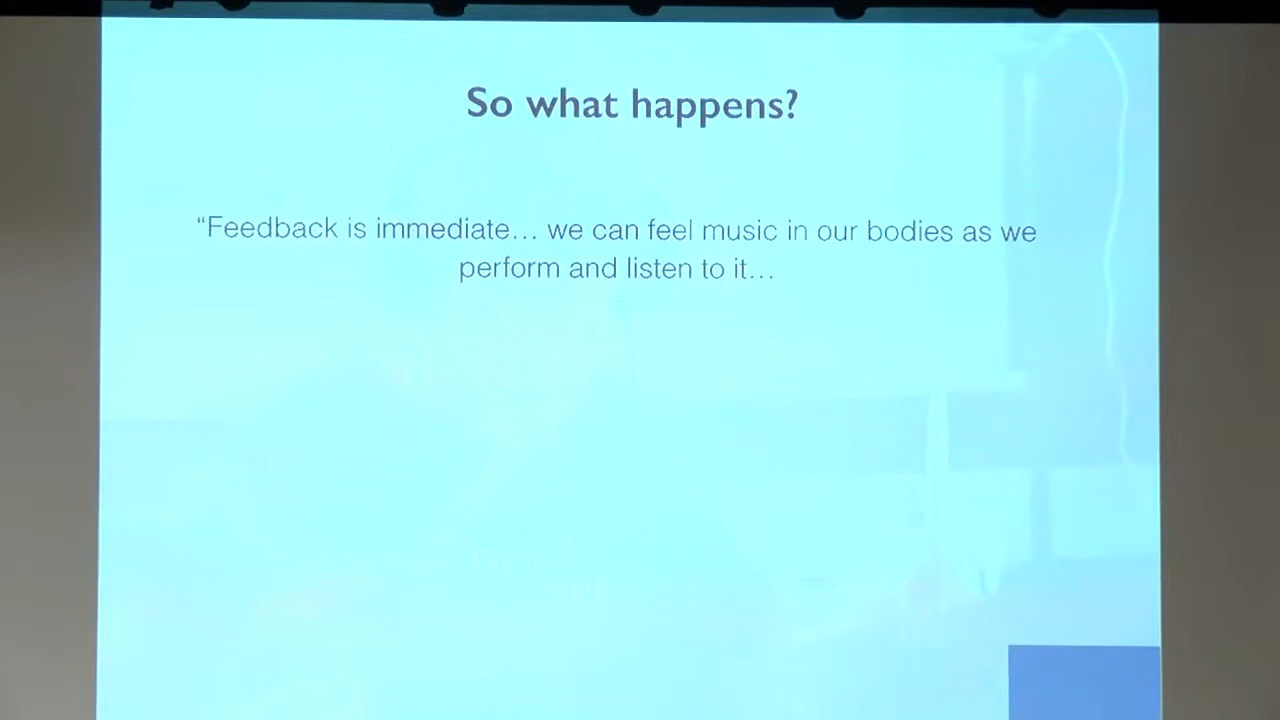 So what happens?
“Feedback is immediate… we can feel music in our bodies as we
perform and listen to it…